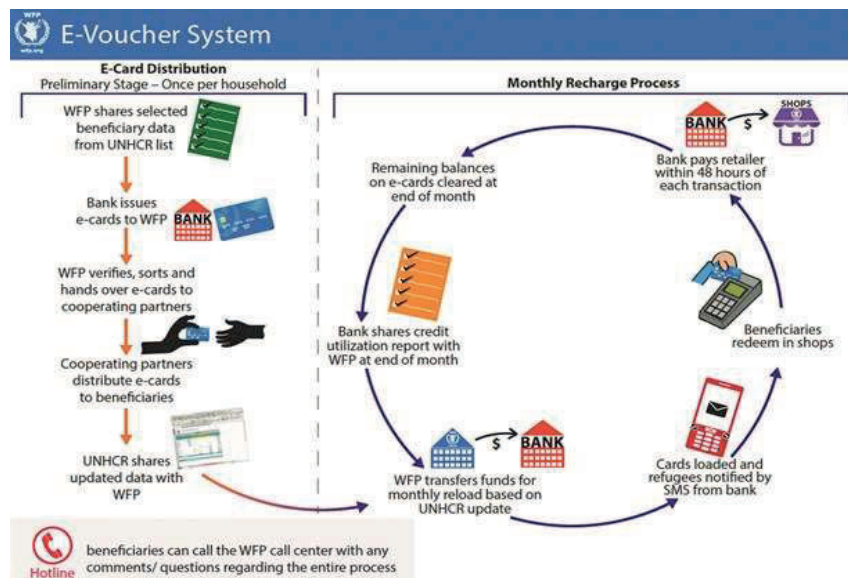 WFP
wfp.org
E-Voucher System
E-Card Distribution
Preliminary Stage – Once per household
WFP shares selected
beneficiary data
from UNHCR list
Bank issues
e-cards to WFP
BANK
WFP verifies, sorts and
hands over e-cards to
cooperating partners
Cooperating partners
distribute e-cards
to beneficiaries
UNHCR shares
updated data with
WFP
Monthly Recharge Process
BANK
$
SHOPS
Bank pays retailer
within 48 hours of
each transaction
Remaining balances
on e-cards cleared at
end of month
Bank shares credit
utilization report with
WFP at end of month
BANK
$
WFP transfers funds for
monthly reload based on
UNHCR update
Cards loaded and
refugees notified by
SMS from bank
Beneficiaries
redeem in shops
Hotline
beneficiaries can call the WFP call center with any
comments/ questions regarding the entire process